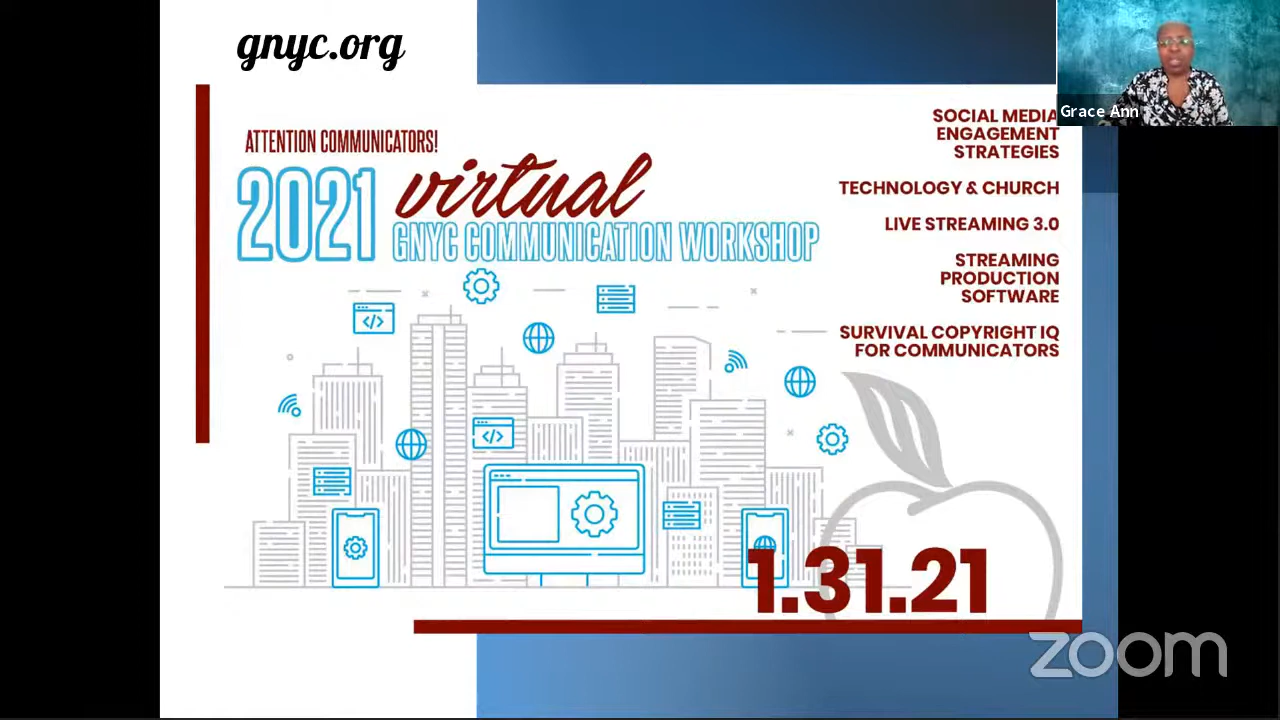 gnyc.org
ATTENTION COMMUNICATORS!
2021 virtual
GNYC COMMUNICATION WORKSHOP
SOCIAL MEDIA
ENGAGEMENT
STRATEGIES
TECHNOLOGY & CHURCH
LIVE STREAMING 3.0
STREAMING
PRODUCTION
SOFTWARE
SURVIVAL COPYRIGHT IQ
FOR COMMUNICATORS
</>
</>
1.31.21
Grace Ann
zoom